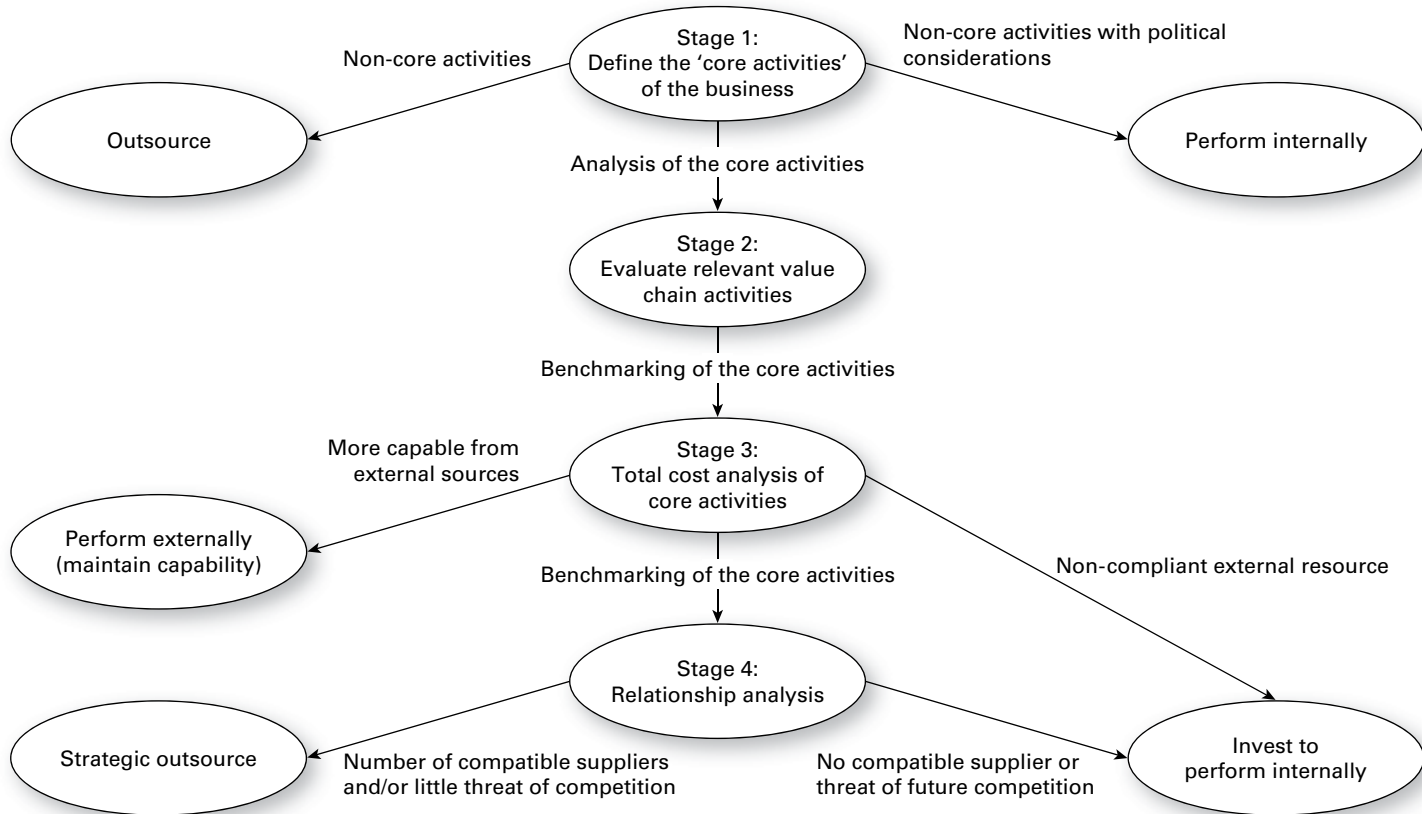 Stage 1:
Define the ‘core activities’
of the business
Non-core activities
Non-core activities with political
considerations
Outsource
Perform internally
Analysis of the core activities
Stage 2:
Evaluate relevant value
chain activities
Benchmarking of the core activities
More capable from
external sources
Stage 3:
Total cost analysis of
core activities
Perform externally
(maintain capability)
Benchmarking of the core activities
Non-compliant external resource
Stage 4:
Relationship analysis
Strategic outsource
Number of compatible suppliers
and/or little threat of competition
No compatible supplier or
threat of future competition
Invest to
perform internally